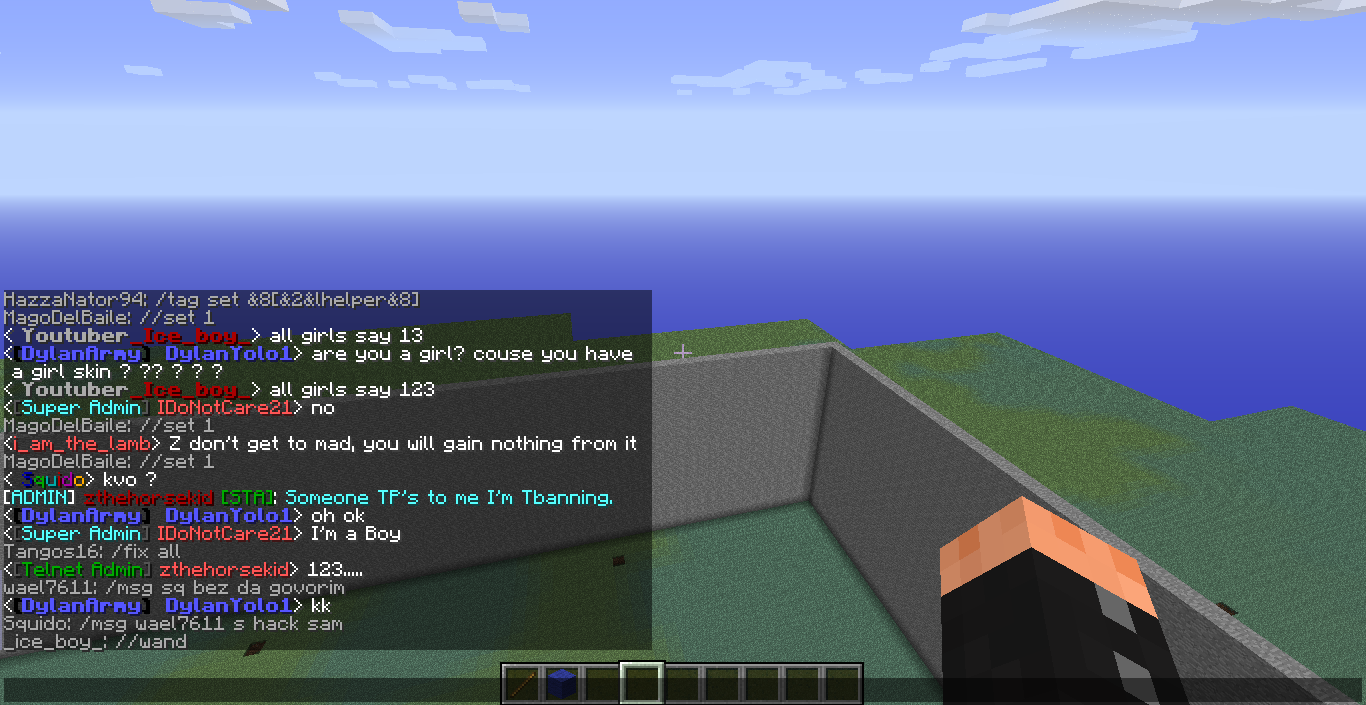 HazzaNator94: /tag set &8[&2&lhelper&8]
MagoDelBaile: //set 1
< Youtuber _Ice_boy_> all girls say 13
<[DylanArmy] DylanYolo1> are you a girl? couse you have
a girl skin ? ?? ? ? ?
< Youtuber _Ice_boy_> all girls say 123
<[Super Admin] IDoNotCare21> no
MagoDelBaile: //set 1
<i_am_the_lamb> Z don't get to mad, you will gain nothing from it
MagoDelBaile: //set 1
< Squido> kvo ?
[ADMIN] zthehorsekid [STA]: Someone TP's to me I'm Tbanning.
<[DylanArmy] DylanYolo1> oh ok
<[Super Admin] IDoNotCare21> I'm a Boy
Tangos16: /fix all
<[Telnet Admin] zthehorsekid> 123.....
wael7611: /msg sq bez da govorim
<[DylanArmy] DylanYolo1> kk
Squido: /msg wael7611 s hack sam
_ice_boy_: //wand